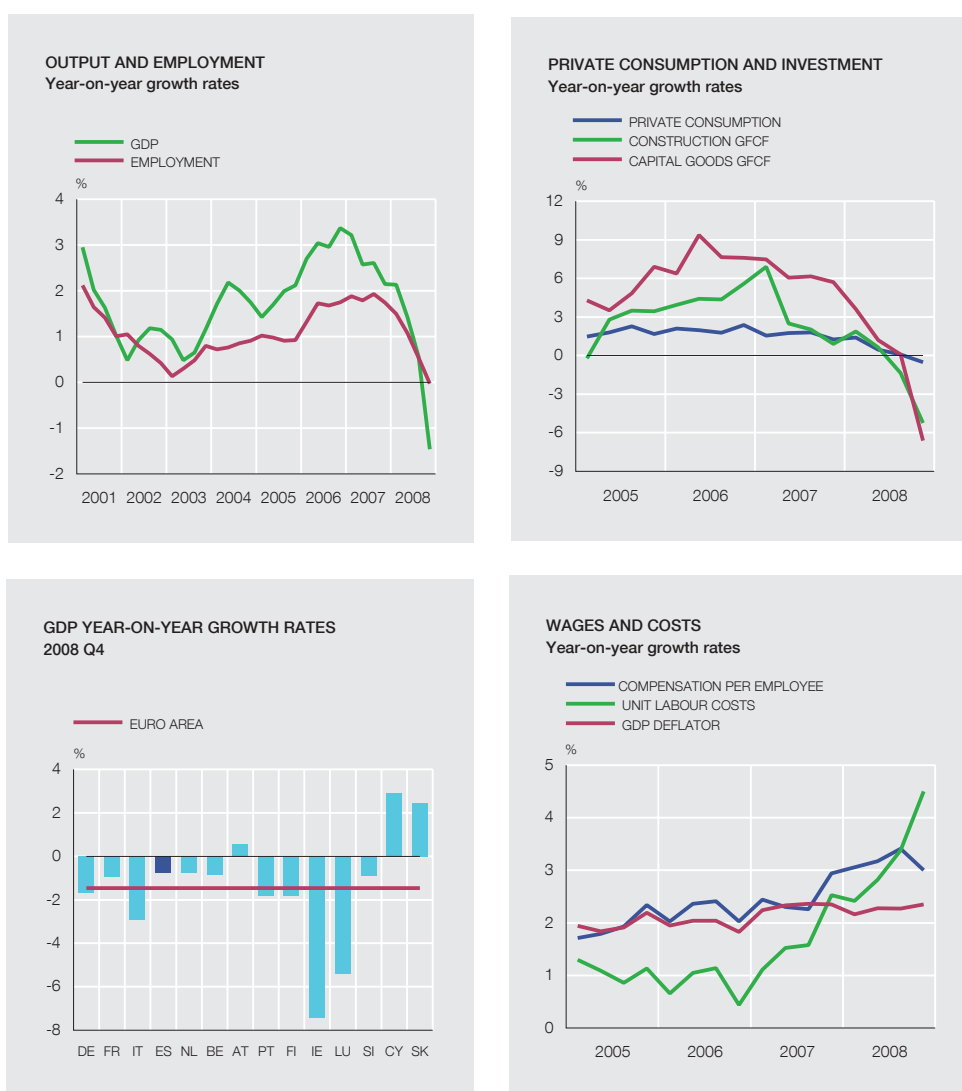 OUTPUT AND EMPLOYMENT
Year-on-year growth rates
GDP
EMPLOYMENT
%
4
3
2
1
0
-1
-2
2001 2002 2003 2004 2005 2006 2007 2008
PRIVATE CONSUMPTION AND INVESTMENT
Year-on-year growth rates
PRIVATE CONSUMPTION
CONSTRUCTION GFCF
CAPITAL GOODS GFCF
%
12
9
6
3
0
-3
-6
-9
2005 2006 2007 2008
GDP YEAR-ON-YEAR GROWTH RATES
2008 Q4
EURO AREA
%
4
2
0
-2
-4
-6
-8
DE FR IT ES NL BE AT PT FI IE LU SI CY SK
WAGES AND COSTS
Year-on-year growth rates
COMPENSATION PER EMPLOYEE
UNIT LABOUR COSTS
GDP DEFLATOR
%
5
4
3
2
1
0
2005 2006 2007 2008